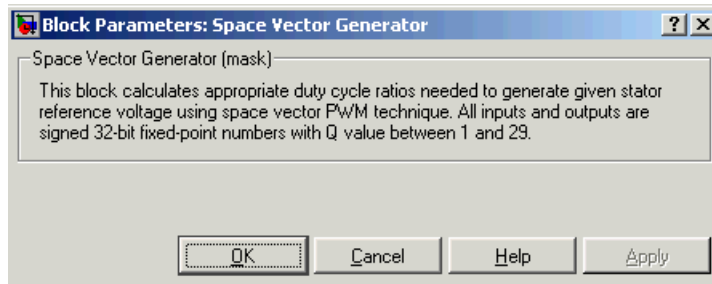 Block Parameters: Space Vector Generator
Space Vector Generator (mask)
This block calculates appropriate duty cycle ratios needed to generate given stator
reference voltage using space vector PWM technique. All inputs and outputs are
signed 32-bit fixed-point numbers with Q value between 1 and 29.
OK Cancel Help Apply